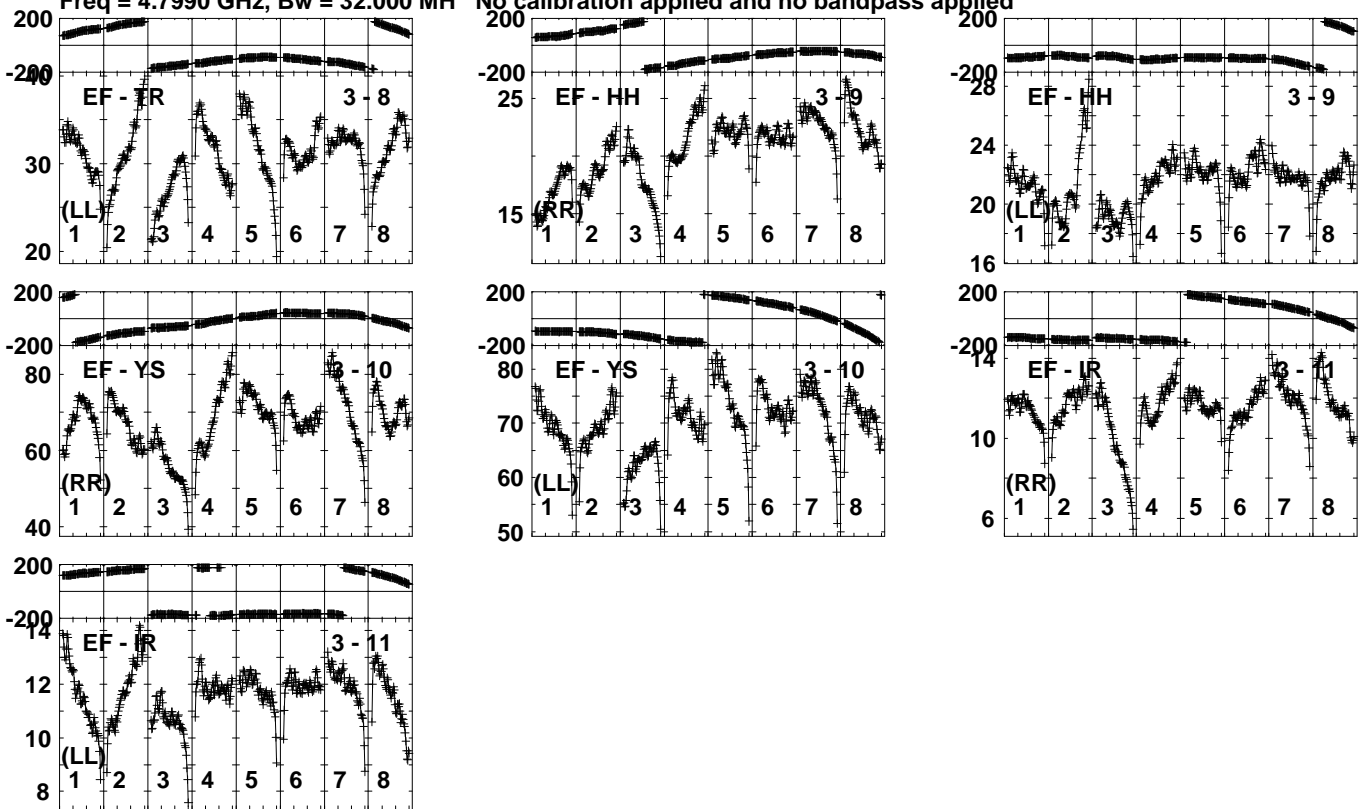 Freq = 4.7990 GHz, Bw = 32.000 MH No calibration applied and no bandpass applied
200
-200
40
30
20
EF - TR 3 - 8
(LL)
1 2 3 4 5 6 7 8
25
15
EF - HH 3 - 9
(RR)
1 2 3 4 5 6 7 8
200
-200
28
24
20
16
EF - HH 3 - 9
(LL)
1 2 3 4 5 6 7 8
200
-200
80
60
40
EF - YS 3 - 10
(RR)
1 2 3 4 5 6 7 8
200
-200
80
70
60
50
EF - YS 3 - 10
(LL)
1 2 3 4 5 6 7 8
200
-200
14
10
6
EF - IR 3 - 11
(RR)
1 2 3 4 5 6 7 8
200
-200
14
12
10
8
EF - IR 3 - 11
(LL)
1 2 3 4 5 6 7 8